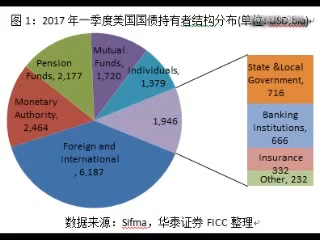 图 1：2017 年一季度美国国债持有者结构分布(单位: USD,bio)
Mutual
Funds,
1,720
Pension
Funds, 2,177
Individuals,
1,379
Monetary
Authority,
2,464
1,946
Foreign and
International
, 6,187
State &Local
Government,
716
Banking
Institutions,
666
Insurance
332
Other, 232
数据来源：Sifma，华泰证券 FICC 整理